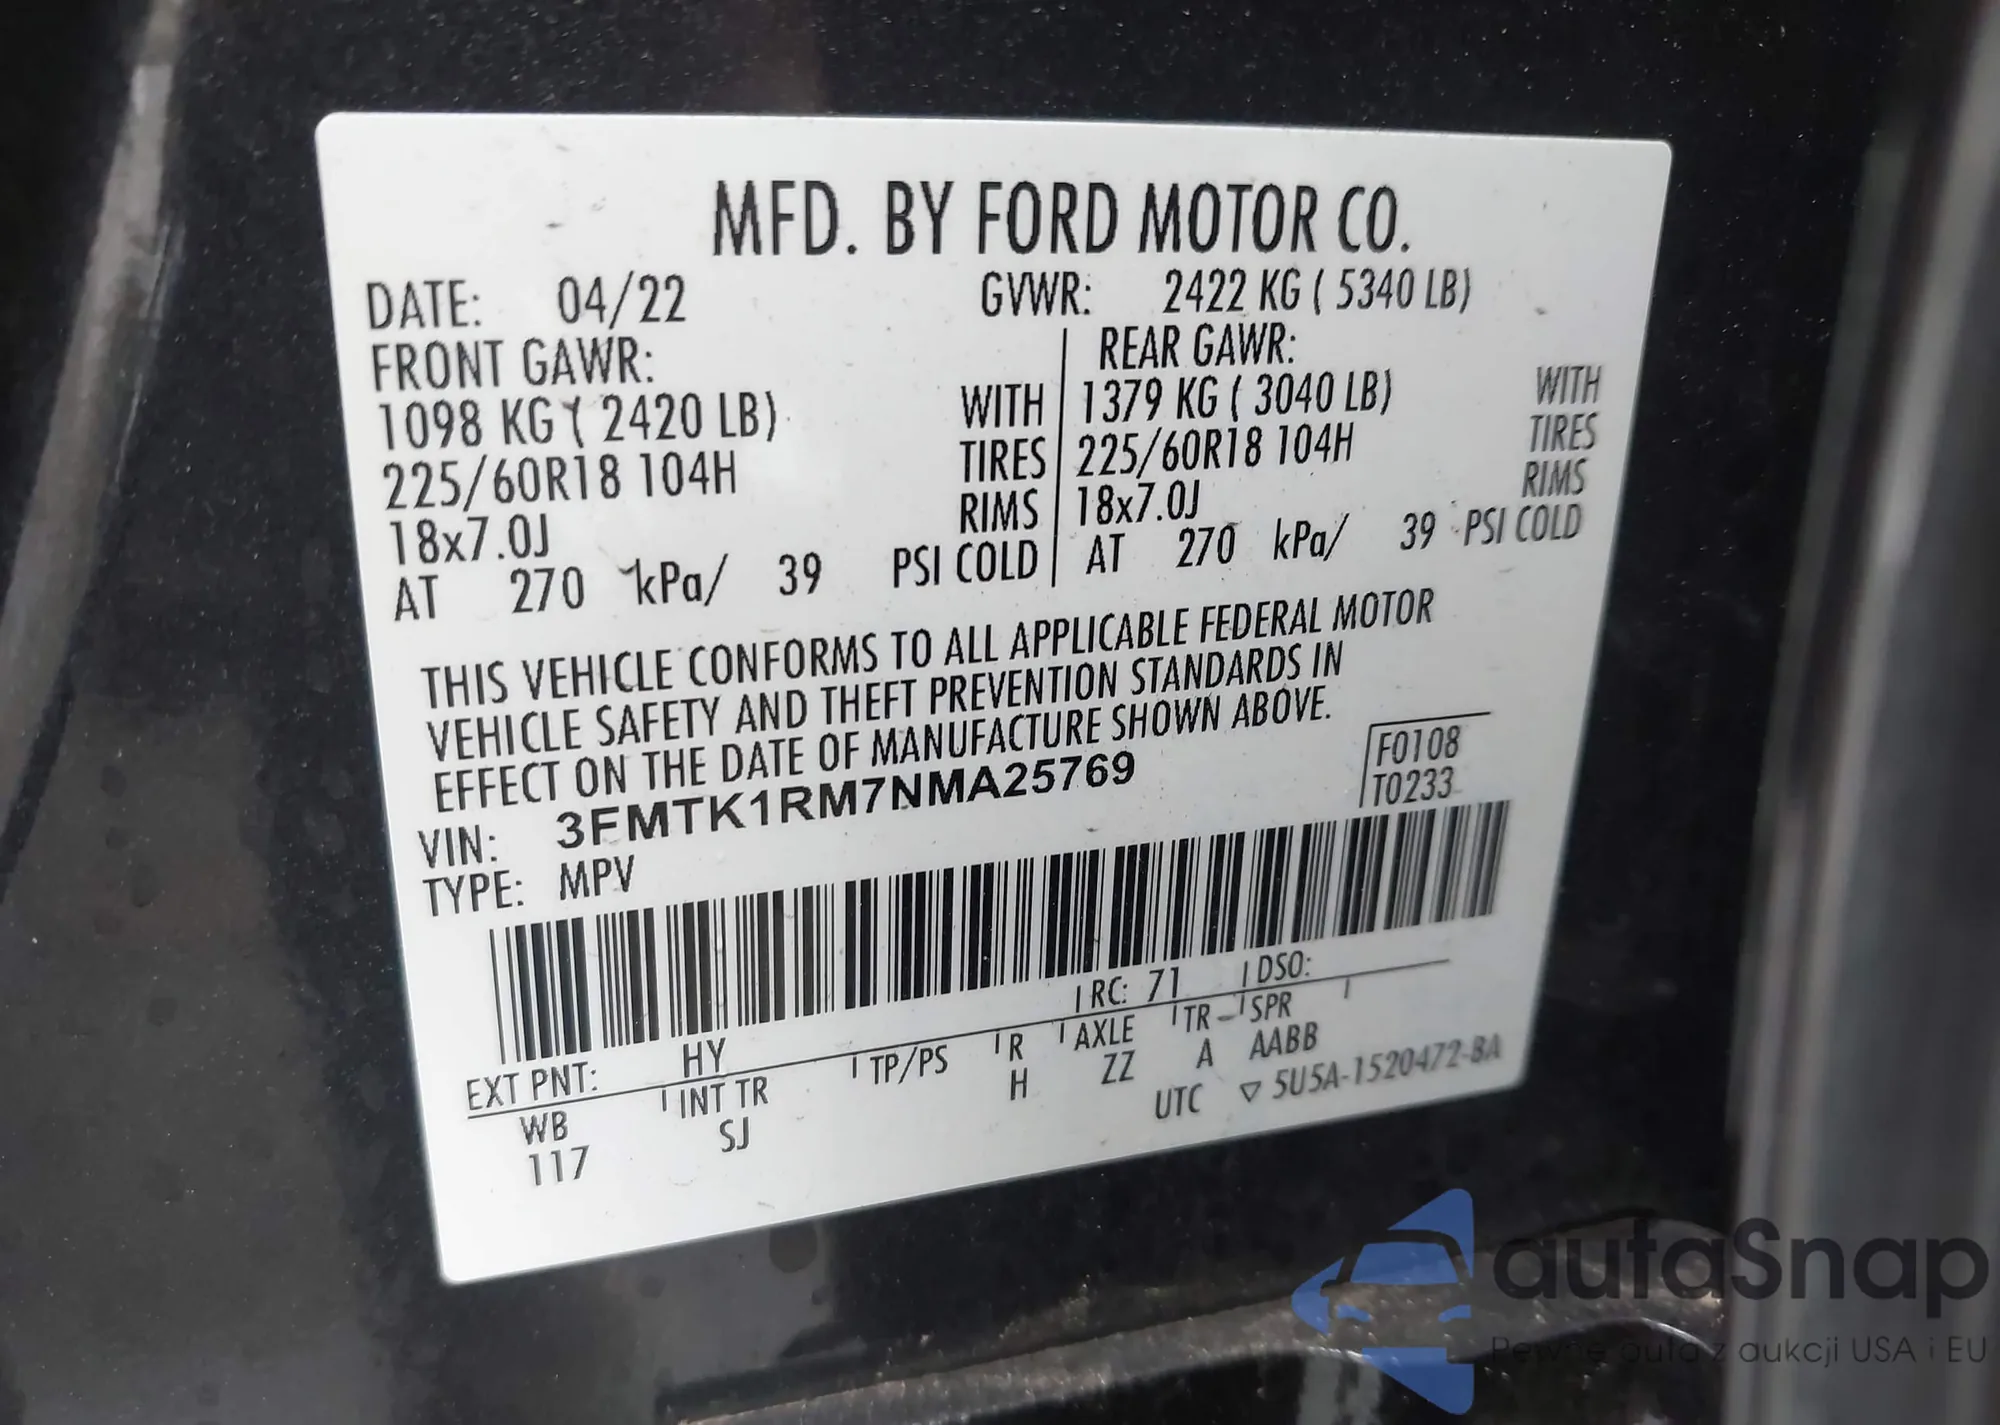 MFD. BY FORD MOTOR CO.
DATE: 04/22 GVWR: 2422 KG ( 5340 LB)
FRONT GAWR: REAR GAWR:
1098 KG ( 2420 LB) WITH 1379 KG ( 3040 LB) WITH
225/60R18 104H TIRES 225/60R18 104H TIRES
18x7.0J RIMS 18x7.0J RIMS
AT 270 kPa/ 39 PSI COLD AT 270 kPa/ 39 PSI COLD
THIS VEHICLE CONFORMS TO ALL APPLICABLE FEDERAL MOTOR
VEHICLE SAFETY AND THEFT PREVENTION STANDARDS IN
EFFECT ON THE DATE OF MANUFACTURE SHOWN ABOVE.
VIN: 3FMTK1RM7NMA25769 F0108
TYPE: MPV T0233
EXT PNT: HY RC: 71 DSO:
WB INT TR TP/PS R AXLE TR SPR
117 SJ H ZZ A AABB
UTC ▽ 5U5A-1520472-BA
autaSnap
Pewne auta z aukcji USA i EU